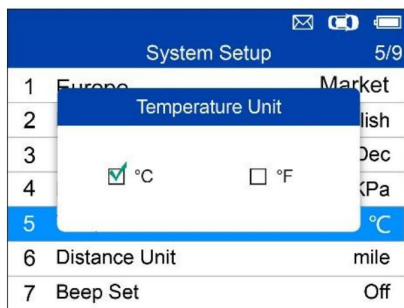 System Setup 5/9
1 Europe Market
2 lish
3 Dec
4 KPa
Temperature Unit
°C °F
5 °C
6 Distance Unit mile
7 Beep Set Off